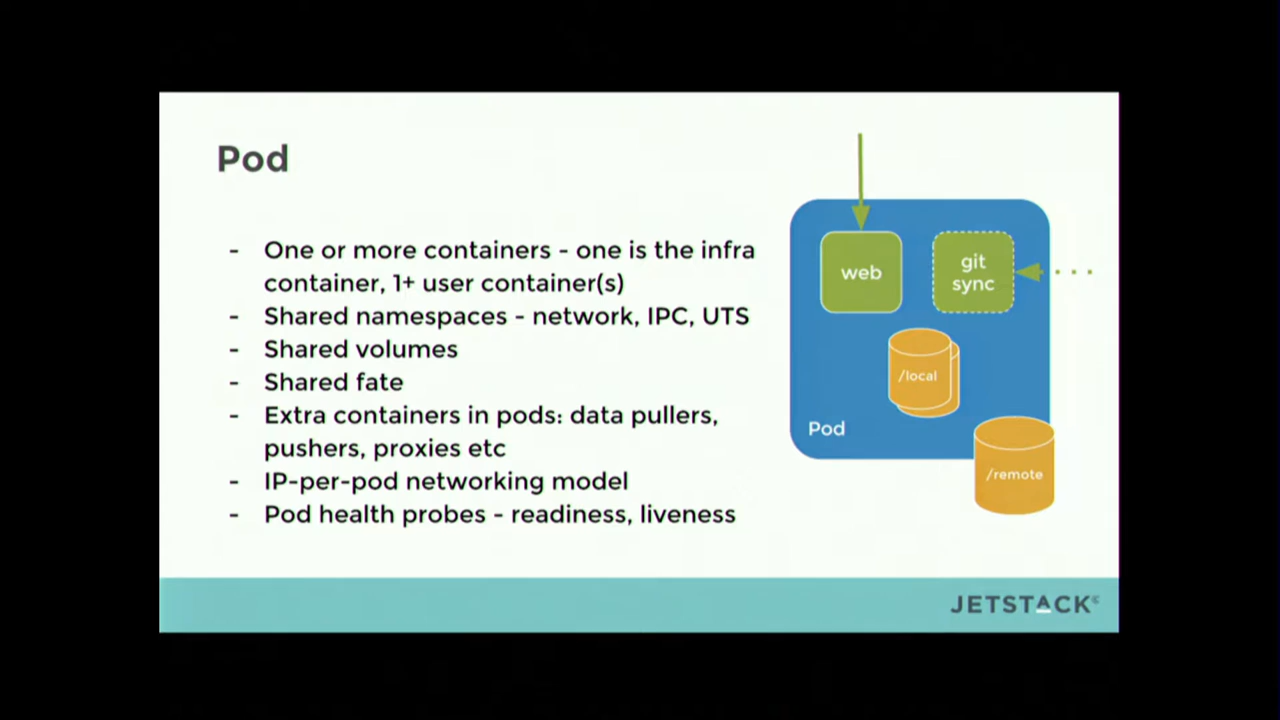 Pod
- One or more containers - one is the infra
container, 1+ user container(s)
- Shared namespaces - network, IPC, UTS
- Shared volumes
- Shared fate
- Extra containers in pods: data pullers,
pushers, proxies etc
- IP-per-pod networking model
- Pod health probes - readiness, liveness
web
git
sync
/local
Pod
/remote
JETSTACK